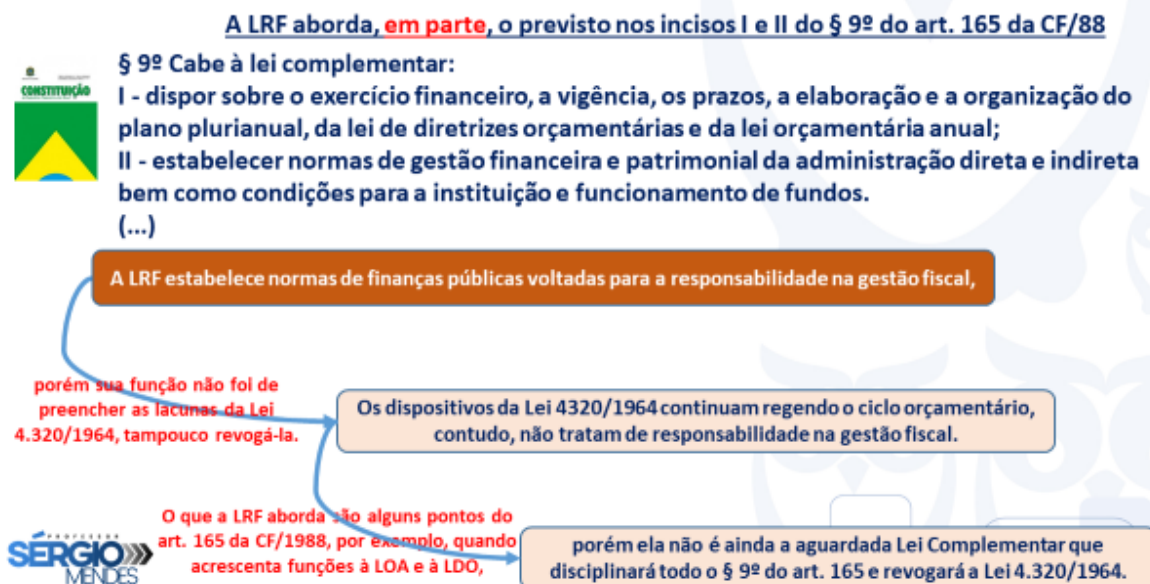 A LRF aborda, em parte, o previsto nos incisos I e II do § 9º do art. 165 da CF/88
CONSTITUIÇÃO
§ 9º Cabe à lei complementar:
I - dispor sobre o exercício financeiro, a vigência, os prazos, a elaboração e a organização do
plano plurianual, da lei de diretrizes orçamentárias e da lei orçamentária anual;
II - estabelecer normas de gestão financeira e patrimonial da administração direta e indireta
bem como condições para a instituição e funcionamento de fundos.
(...)
A LRF estabelece normas de finanças públicas voltadas para a responsabilidade na gestão fiscal,
porém sua função não foi de
preencher as lacunas da Lei
4.320/1964, tampouco revogá-la.
Os dispositivos da Lei 4320/1964 continuam regendo o ciclo orçamentário,
contudo, não tratam de responsabilidade na gestão fiscal.
O que a LRF aborda são alguns pontos do
art. 165 da CF/1988, por exemplo, quando
acrescenta funções à LOA e à LDO,
porém ela não é ainda a aguardada Lei Complementar que
disciplinará todo o § 9º do art. 165 e revogará a Lei 4.320/1964.
PROFESSOR
SÉRGIO
MENDES